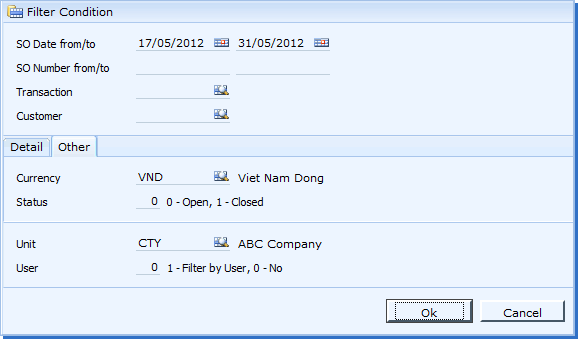 Filter Condition
SO Date from/to 17/05/2012 31/05/2012
SO Number from/to
Transaction
Customer
Detail Other
Currency VND Viet Nam Dong
Status 0 0 - Open, 1 - Closed
Unit CTY ABC Company
User 0 1 - Filter by User, 0 - No
Ok Cancel